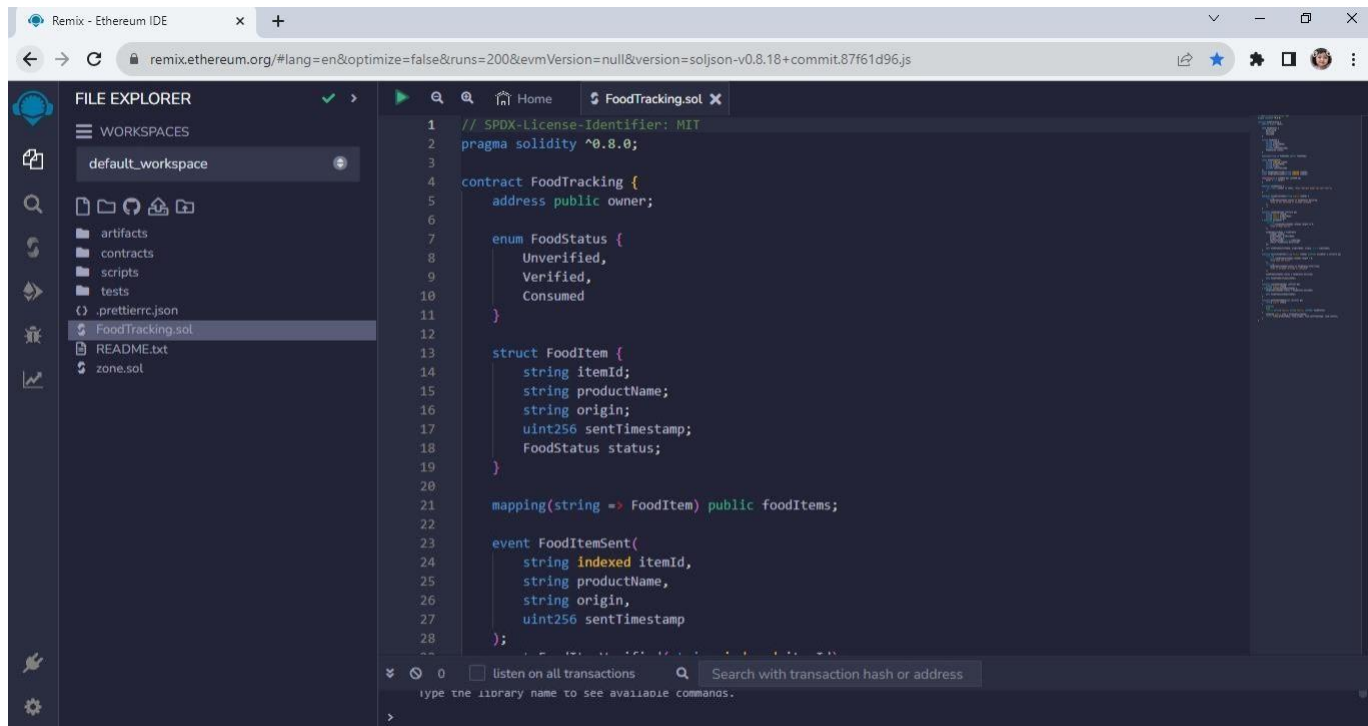 Remix - Ethereum IDE
remix.ethereum.org/#lang=en&optimize=false&runs=200&evmVersion=null&version=soljson-v0.8.18+commit.87f61d96.js
FILE EXPLORER
WORKSPACES
default_workspace
artifacts
contracts
scripts
tests
.prettierrc.json
FoodTracking.sol
README.txt
zone.sol
Home FoodTracking.sol
1 // SPDX-License-Identifier: MIT
2 pragma solidity ^0.8.0;
3
4 contract FoodTracking {
5 address public owner;
6
7 enum FoodStatus {
8 Unverified,
9 Verified,
10 Consumed
11 }
12
13 struct FoodItem {
14 string itemId;
15 string productName;
16 string origin;
17 uint256 sentTimestamp;
18 FoodStatus status;
19 }
20
21 mapping(string => FoodItem) public foodItems;
22
23 event FoodItemSent(
24 string indexed itemId,
25 string productName,
26 string origin,
27 uint256 sentTimestamp
28 );
0 listen on all transactions Search with transaction hash or address
Type the library name to see available commands.
>